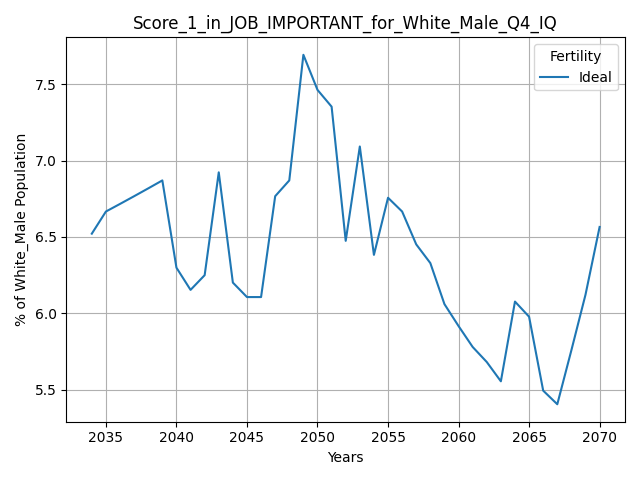 Score_1_in_JOB_IMPORTANT_for_White_Male_Q4_IQ
Fertility
Ideal
% of White_Male Population
7.5
7.0
6.5
6.0
5.5
2035 2040 2045 2050 2055 2060 2065 2070
Years